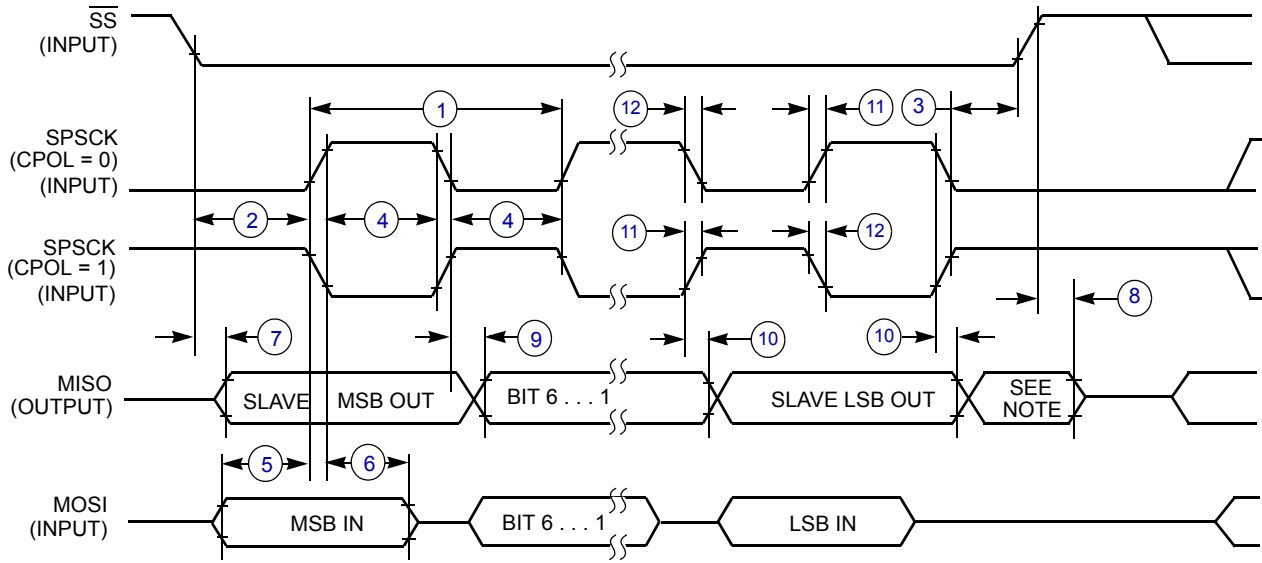 SS
(INPUT)
1
12
11
3
SPSCK
(CPOL = 0)
(INPUT)
2
4
4
11
12
SPSCK
(CPOL = 1)
(INPUT)
8
7
9
10
10
MISO
(OUTPUT)
SLAVE
MSB OUT
BIT 6 . . . 1
SLAVE LSB OUT
SEE
NOTE
5
6
MOSI
(INPUT)
MSB IN
BIT 6 . . . 1
LSB IN